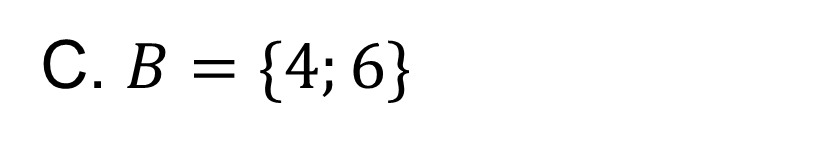 C. B = {4; 6}